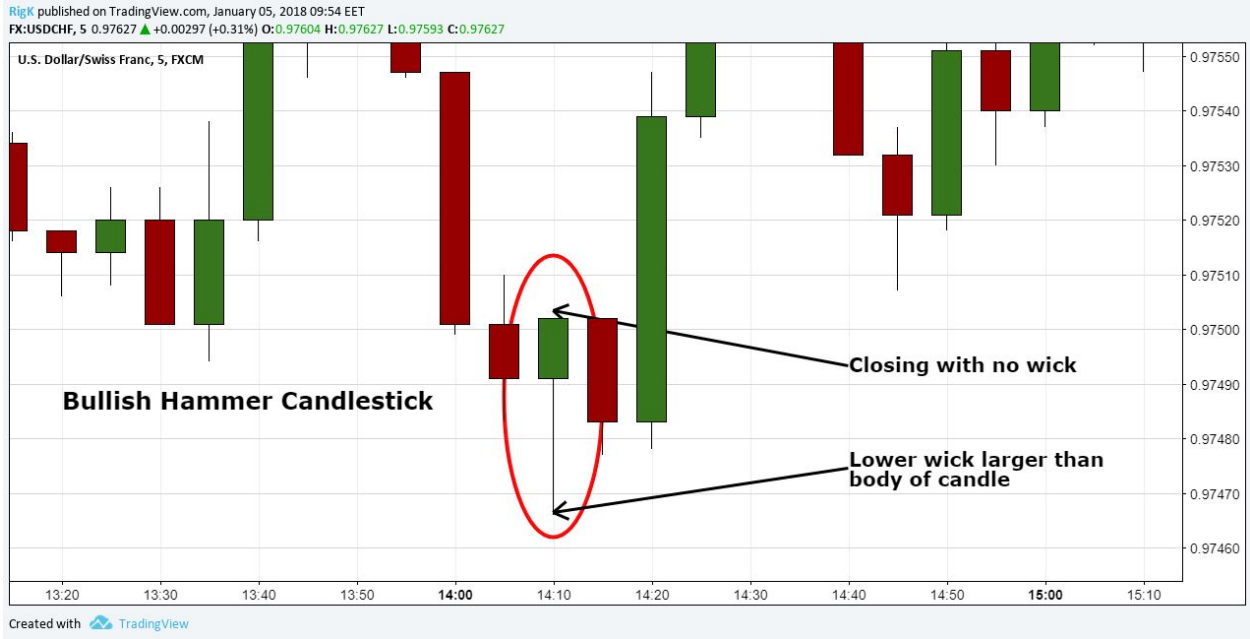 RigK published on TradingView.com, January 05, 2018 09:54 EET
FX:USDCHF, 5 0.97627 ▲ +0.00297 (+0.31%) O:0.97604 H:0.97627 L:0.97593 C:0.97627
U.S. Dollar/Swiss Franc, 5, FXCM
0.97550
0.97540
0.97530
0.97520
0.97510
0.97500
Closing with no wick
0.97490
Bullish Hammer Candlestick
0.97480
Lower wick larger than
body of candle
0.97470
0.97460
13:20 13:30 13:40 13:50 14:00 14:10 14:20 14:30 14:40 14:50 15:00 15:10
Created with TradingView